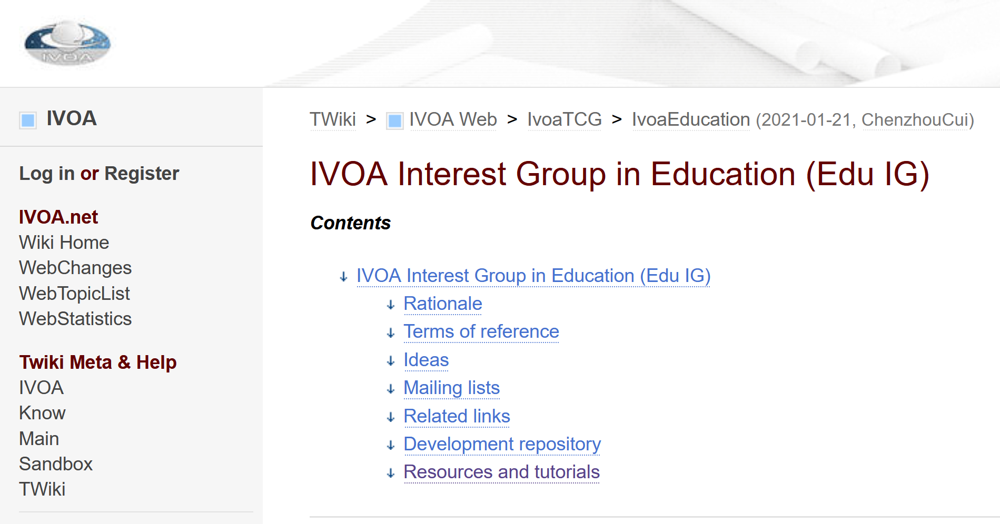 IVOA
IVOA
Log in or Register
IVOA.net
Wiki Home
WebChanges
WebTopicList
WebStatistics
Twiki Meta & Help
IVOA
Know
Main
Sandbox
TWiki
TWiki > IVOA Web > IvoaTCG > IvoaEducation (2021-01-21, ChenzhouCui)
IVOA Interest Group in Education (Edu IG)
Contents
↓ IVOA Interest Group in Education (Edu IG)
↓ Rationale
↓ Terms of reference
↓ Ideas
↓ Mailing lists
↓ Related links
↓ Development repository
↓ Resources and tutorials